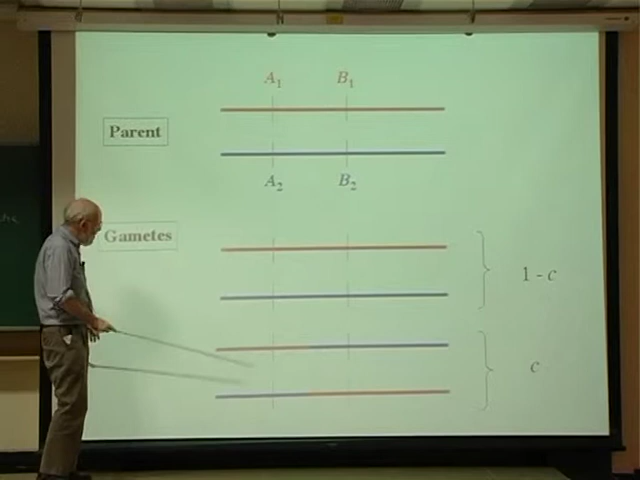 A₁ B₁
Parent
A₂ B₂
Gametes
1 - c
c